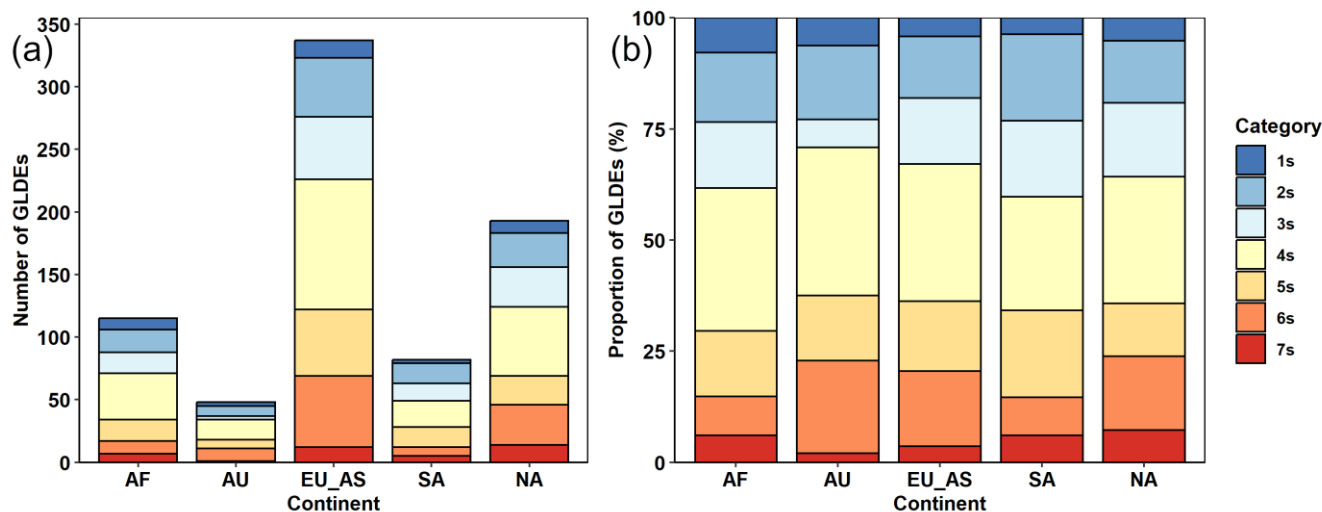 (a)
Number of GLDEs
350
300
250
200
150
100
50
0
AF AU EU_AS SA NA
Continent
(b)
Proportion of GLDEs (%)
100
75
50
25
0
AF AU EU_AS SA NA
Continent
Category
1s
2s
3s
4s
5s
6s
7s